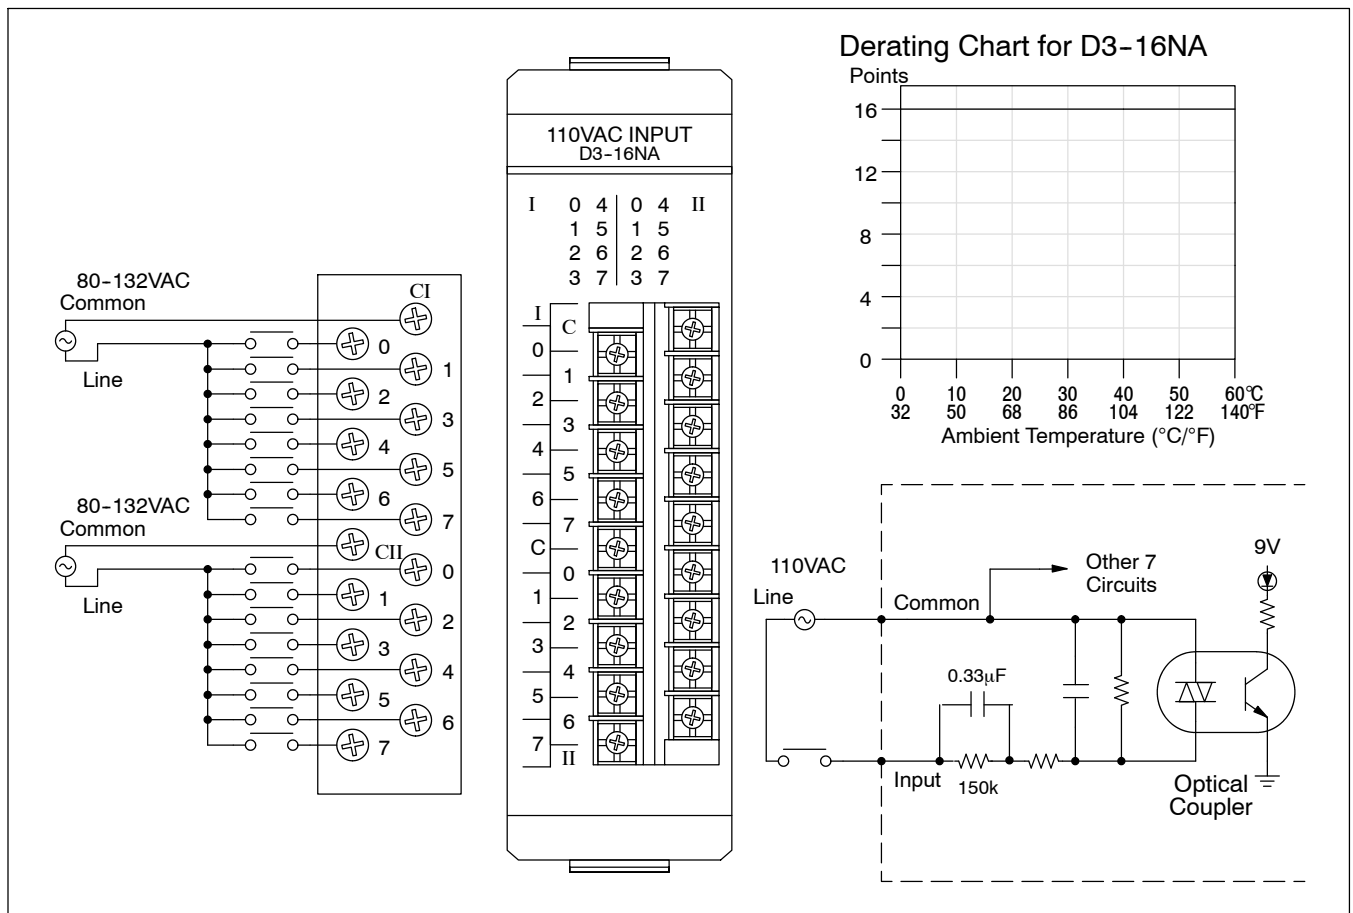 80-132VAC
Common
Line
CI
0
1
2
3
4
5
6
7
80-132VAC
Common
Line
CII
0
1
2
3
4
5
6
7
110VAC INPUT
D3-16NA
I 0 4 0 4 II
1 5 1 5
2 6 2 6
3 7 3 7
I
C
0
1
2
3
4
5
6
7
C
0
1
2
3
4
5
6
7
II
Derating Chart for D3-16NA
Points
16
12
8
4
0
0 10 20 30 40 50 60°C
32 50 68 86 104 122 140°F
Ambient Temperature (°C/°F)
110VAC
Line
Common
Other 7
Circuits
9V
0.33µF
Input
150k
Optical
Coupler